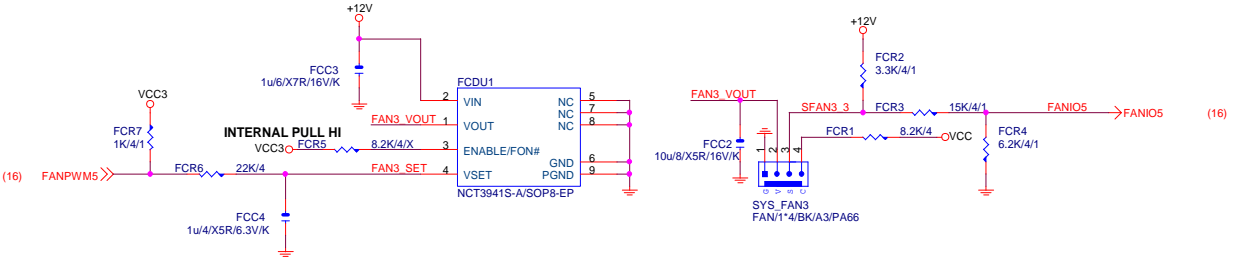 +12V
FCC3
1u/6/X7R/16V/K
VCC3
FCR7
1K/4/1
INTERNAL PULL HI
VCC3
FCR5
8.2K/4/X
(16)
FANPWM5
FCR6
22K/4
FAN3_SET
FAN3_VOUT
FCC4
1u/4/X5R/6.3V/K
FCDU1
2
VIN
1
VOUT
3
ENABLE/FON#
4
VSET
NC
5
NC
7
NC
8
GND
6
PGND
9
NCT3941S-A/SOP8-EP
+12V
FCR2
3.3K/4/1
FAN3_VOUT
SFAN3_3
FCR3
15K/4/1
FANIO5
FANIO5
(16)
FCR1
8.2K/4
VCC
FCR4
6.2K/4/1
FCC2
10u/8/X5R/16V/K
1
2
3
4
G
V
S
C
SYS_FAN3
FAN/1*4/BK/A3/PA66